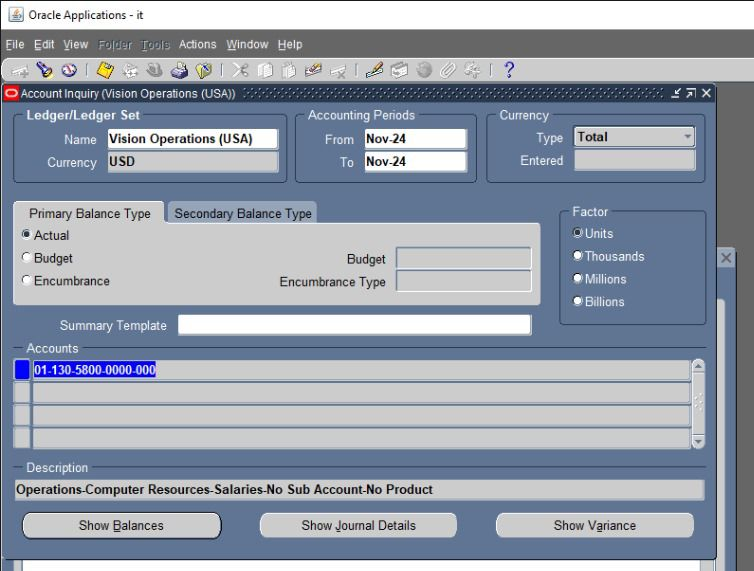 Oracle Applications - it
File Edit View Folder Tools Actions Window Help
Account Inquiry (Vision Operations (USA))
Ledger/Ledger Set
Name Vision Operations (USA)
Currency USD
Accounting Periods
From Nov-24
To Nov-24
Currency
Type Total
Entered
Primary Balance Type Secondary Balance Type
Actual
Budget Budget
Encumbrance Encumbrance Type
Factor
Units
Thousands
Millions
Billions
Summary Template
Accounts
01-130-5800-0000-000
Description
Operations-Computer Resources-Salaries-No Sub Account-No Product
Show Balances Show Journal Details Show Variance